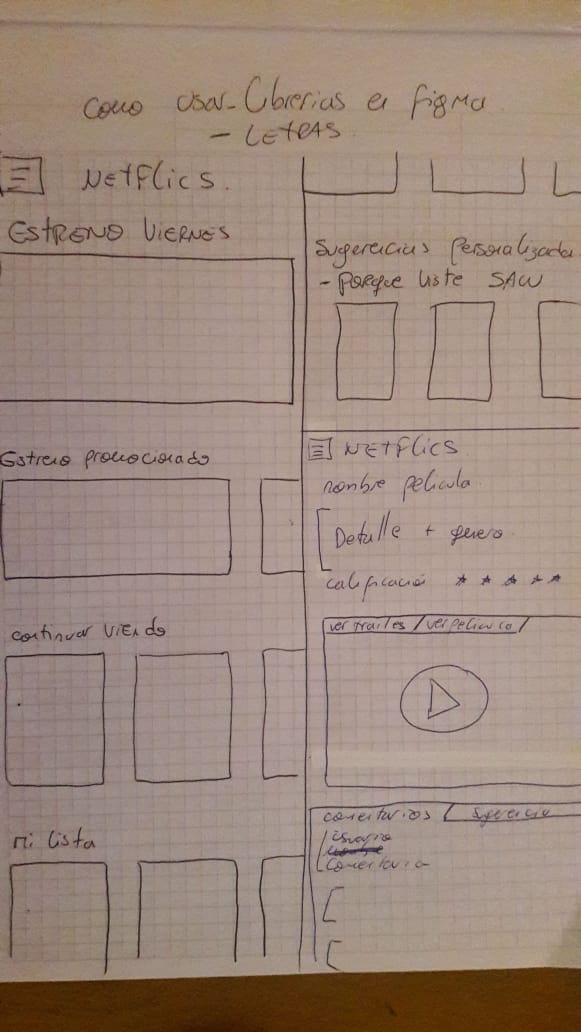 Como usar Librerias en figma
- LETRAS
NETFLICS.
ESTRENO VIERNES
Estreno promocionado
continuar viendo
mi lista
Sugerencias personalizada
- Porque viste SAW
NETFLICS
nombre pelicula
Detalle + genero
calificación ★ ★ ★ ★ ★
ver trailes / ver pelicula /
comentarios Sugerencia
Usuario
Comentario